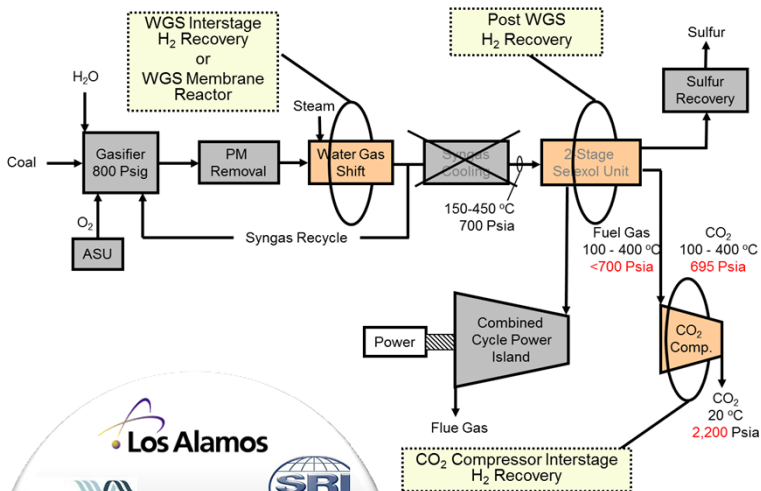 WGS Interstage
H₂ Recovery
or
WGS Membrane
Reactor
Post WGS
H₂ Recovery
Sulfur
Sulfur
Recovery
H₂O
Steam
Coal
Gasifier
800 Psig
PM
Removal
Water Gas
Shift
Syngas
Cooling
2-Stage
Selexol Unit
150-450 °C
700 Psia
O₂
ASU
Syngas Recycle
Fuel Gas
100 - 400 °C
<700 Psia
CO₂
100 - 400 °C
695 Psia
Power
Combined
Cycle Power
Island
CO₂
Comp.
Flue Gas
CO₂
20 °C
2,200 Psia
CO₂ Compressor Interstage
H₂ Recovery
Los Alamos
SRI